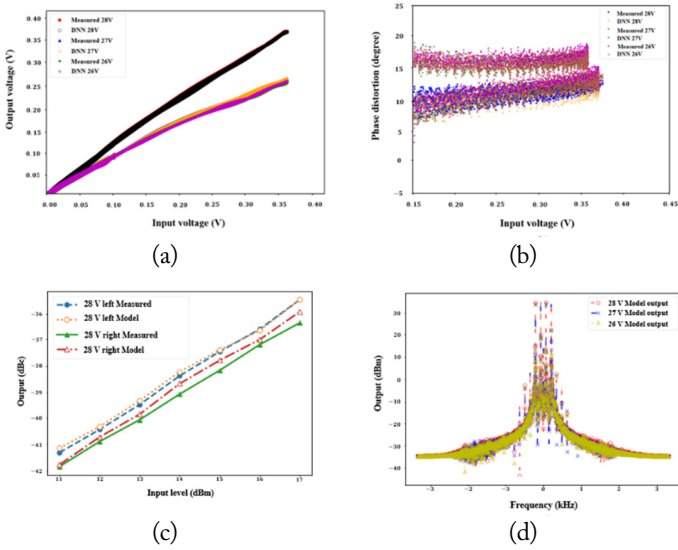 0.40
0.35
0.30
0.25
0.20
0.15
0.10
0.05
Output voltage (V)
Measured 28V
DNN 28V
Measured 27V
DNN 27V
Measured 26V
DNN 26V
0.00 0.05 0.10 0.15 0.20 0.25 0.30 0.35 0.40
Input voltage (V)
(a)
25
20
15
10
5
0
−5
Phase distortion (degree)
Measured 28V
DNN 28V
Measured 27V
DNN 27V
Measured 26V
DNN 26V
0.15 0.20 0.25 0.30 0.35 0.40 0.45
Input voltage (V)
(b)
−36
−37
−38
−39
−40
−41
−42
Output (dBc)
28 V left Measured
28 V left Model
28 V right Measured
28 V right Model
11 12 13 14 15 16 17
Input level (dBm)
(c)
30
20
10
0
−10
−20
−30
−40
Output (dBm)
28 V Model output
27 V Model output
26 V Model output
−3 −2 −1 0 1 2 3
Frequency (kHz)
(d)